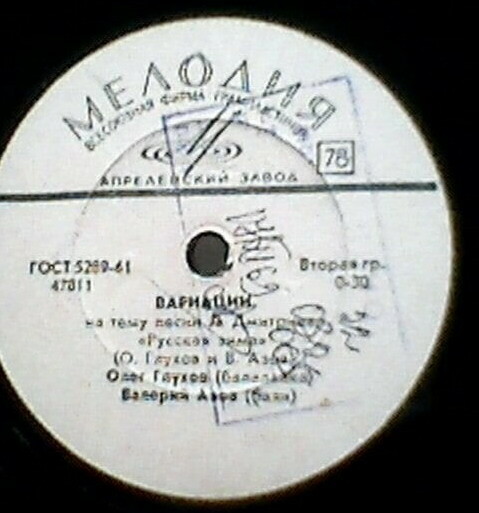 МЕЛОДИЯ
ВСЕСОЮЗНАЯ ФИРМА ГРАМПЛАСТИНОК
78
АПРЕЛЕВСКИЙ ЗАВОД
ГОСТ 5289-61
Вторая гр.
47011
0-30
ВАРИАЦИИ
на тему песни
«Русская зима»
(О. Глухов и В. Азов)
Олег Глухов (балалайка)
Валерий Азов (баян)